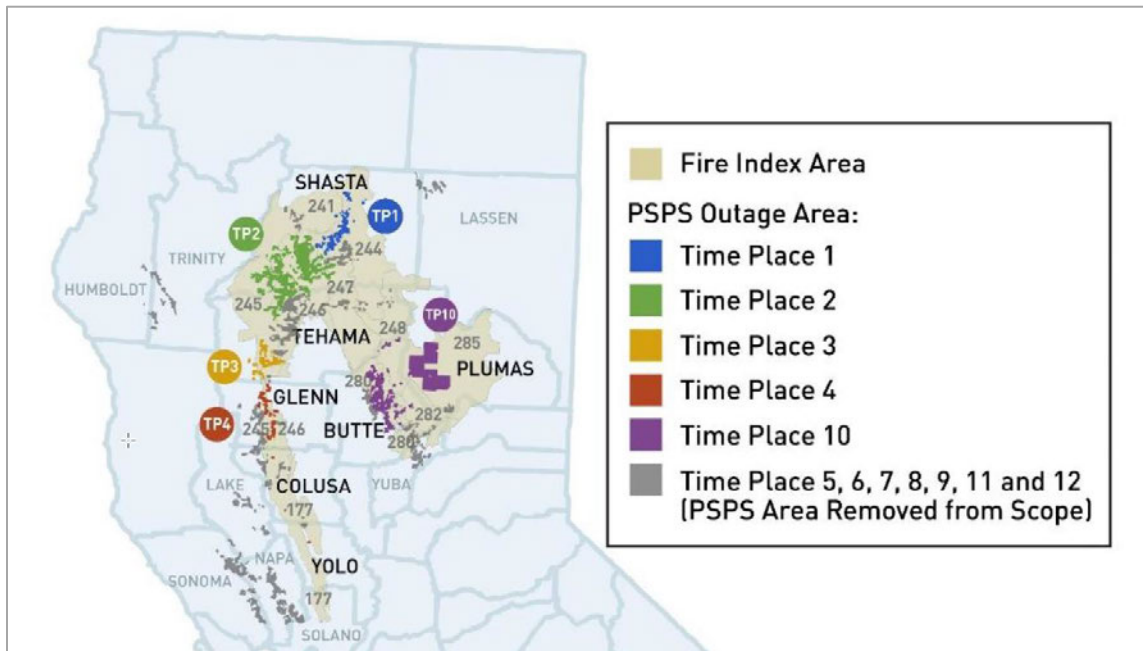 SHASTA
241
TP1
LASSEN
TP2
244
TRINITY
HUMBOLDT
247
245
246
TP10
TEHAMA
248
285
PLUMAS
TP3
280
GLENN
282
TP4
245
246
BUTTE
280
LAKE
COLUSA
YUBA
177
NAPA
YOLO
SONOMA
177
SOLANO
Fire Index Area
PSPS Outage Area:
Time Place 1
Time Place 2
Time Place 3
Time Place 4
Time Place 10
Time Place 5, 6, 7, 8, 9, 11 and 12
(PSPS Area Removed from Scope)